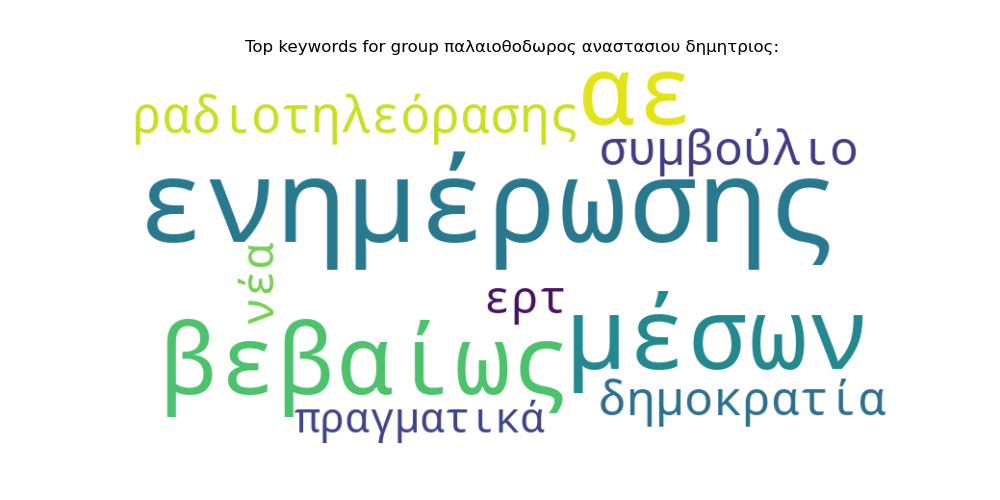 Top keywords for group παλαιοθοδωρος αναστασιου δημητριος:
αε
ραδιοτηλεόρασης
συμβούλιο
ενημέρωσης
νέα
ερτ
μέσων
βεβαίως
δημοκρατία
πραγματικά